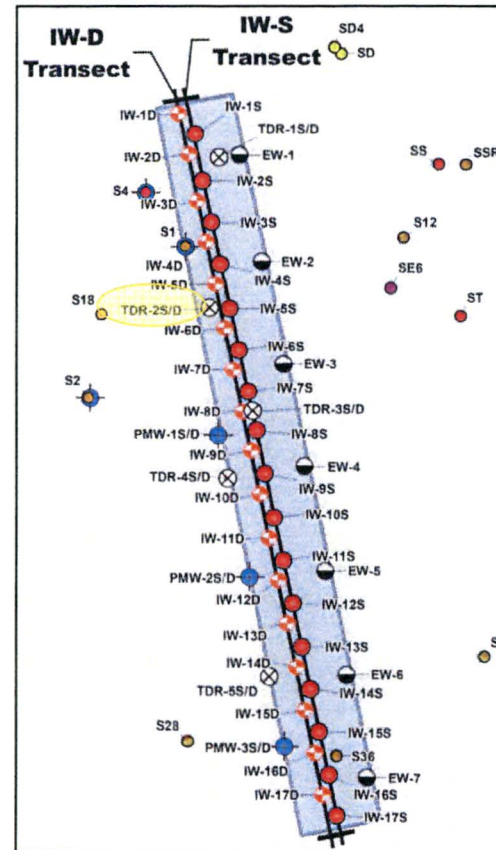 IW-D
Transect
IW-S
Transect
SD4
SD
IW-1D
IW-1S
TDR-1S/D
IW-2D
EW-1
SS
SSR
S4
IW-2S
IW-3D
IW-3S
S1
S12
IW-4D
EW-2
IW-4S
IW-5D
SE6
S18
TDR-2S/D
IW-5S
ST
IW-6D
IW-6S
IW-7D
EW-3
IW-7S
S2
IW-8D
TDR-3S/D
PMW-1S/D
IW-8S
IW-9D
TDR-4S/D
EW-4
IW-9S
IW-10D
IW-10S
IW-11D
IW-11S
PMW-2S/D
EW-5
IW-12D
IW-12S
IW-13D
IW-13S
S
IW-14D
EW-6
TDR-5S/D
IW-14S
IW-15D
S28
IW-15S
PMW-3S/D
S36
IW-16D
EW-7
IW-16S
IW-17D
IW-17S